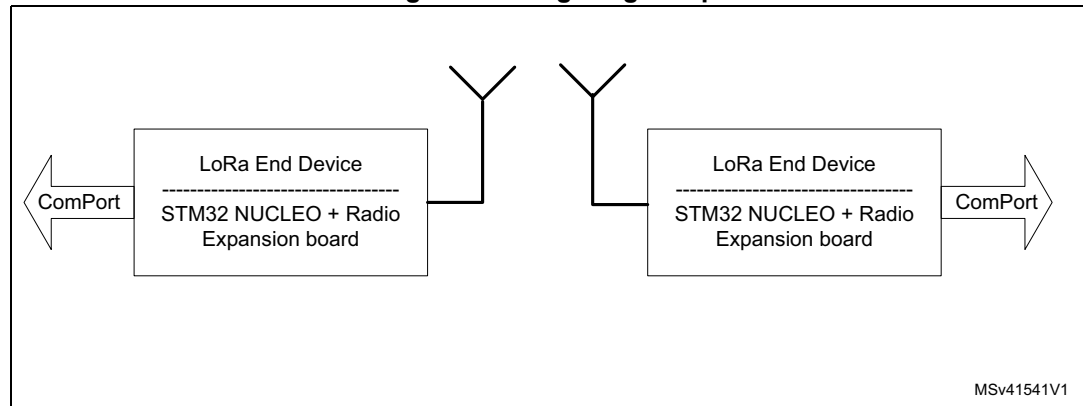 LoRa End Device
------------------------------------
STM32 NUCLEO + Radio
Expansion board
ComPort
LoRa End Device
------------------------------------
STM32 NUCLEO + Radio
Expansion board
ComPort
MSv41541V1